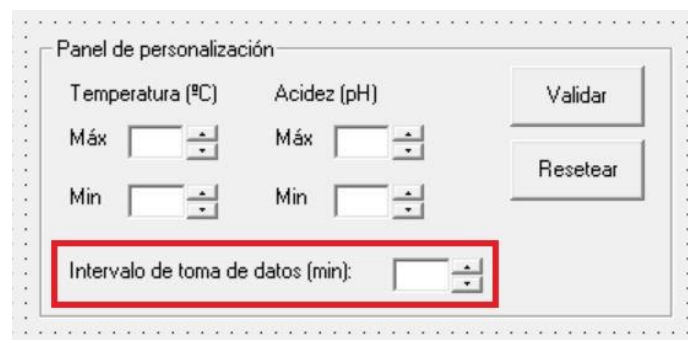 Panel de personalización
Temperatura (ºC) Acidez (pH) Validar
Máx Máx
Resetear
Min Min
Intervalo de toma de datos (min):